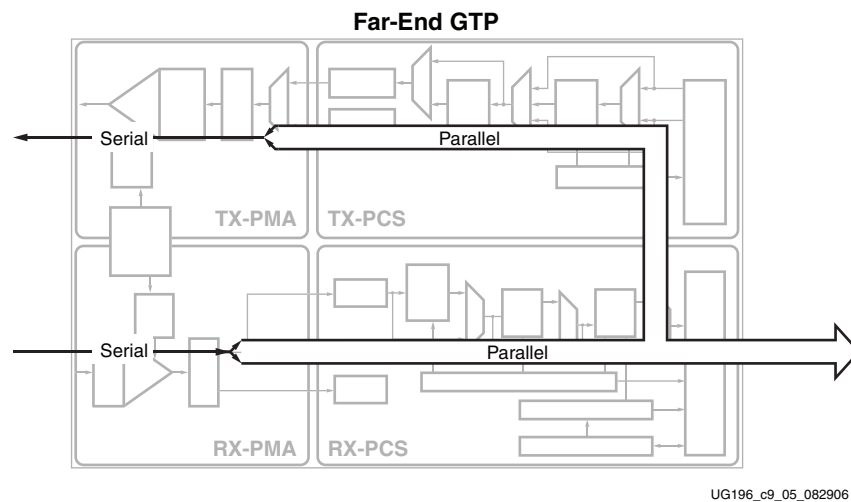 Far-End GTP
Serial
Parallel
TX-PMA
TX-PCS
Serial
Parallel
RX-PMA
RX-PCS
UG196_c9_05_082906